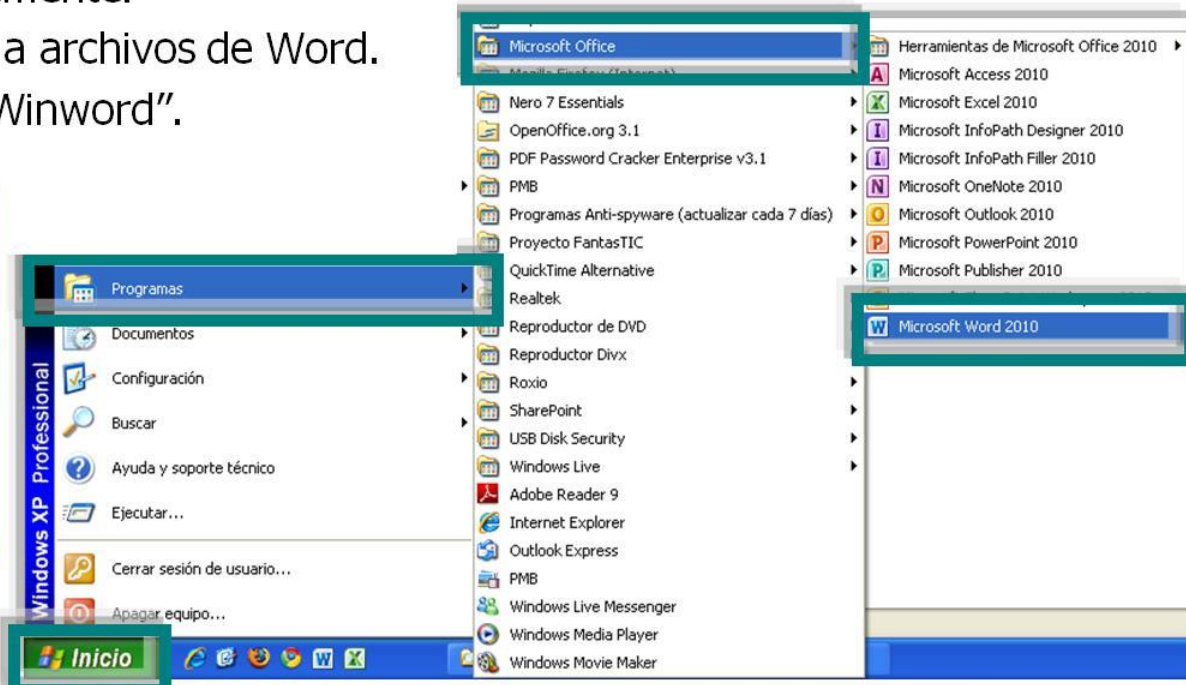 a archivos de Word.
Winword”.
Microsoft Office
Mozilla Firefox (Internet)
Nero 7 Essentials
OpenOffice.org 3.1
PDF Password Cracker Enterprise v3.1
PMB
Programas Anti-spyware (actualizar cada 7 días)
Proyecto FantasTIC
QuickTime Alternative
Realtek
Reproductor de DVD
Reproductor Divx
Roxio
SharePoint
USB Disk Security
Windows Live
Adobe Reader 9
Internet Explorer
Outlook Express
PMB
Windows Live Messenger
Windows Media Player
Windows Movie Maker
Herramientas de Microsoft Office 2010
Microsoft Access 2010
Microsoft Excel 2010
Microsoft InfoPath Designer 2010
Microsoft InfoPath Filler 2010
Microsoft OneNote 2010
Microsoft Outlook 2010
Microsoft PowerPoint 2010
Microsoft Publisher 2010
Microsoft Word 2010
Programas
Documentos
Configuración
Buscar
Ayuda y soporte técnico
Ejecutar...
Cerrar sesión de usuario...
Apagar equipo...
Windows XP Professional
Inicio